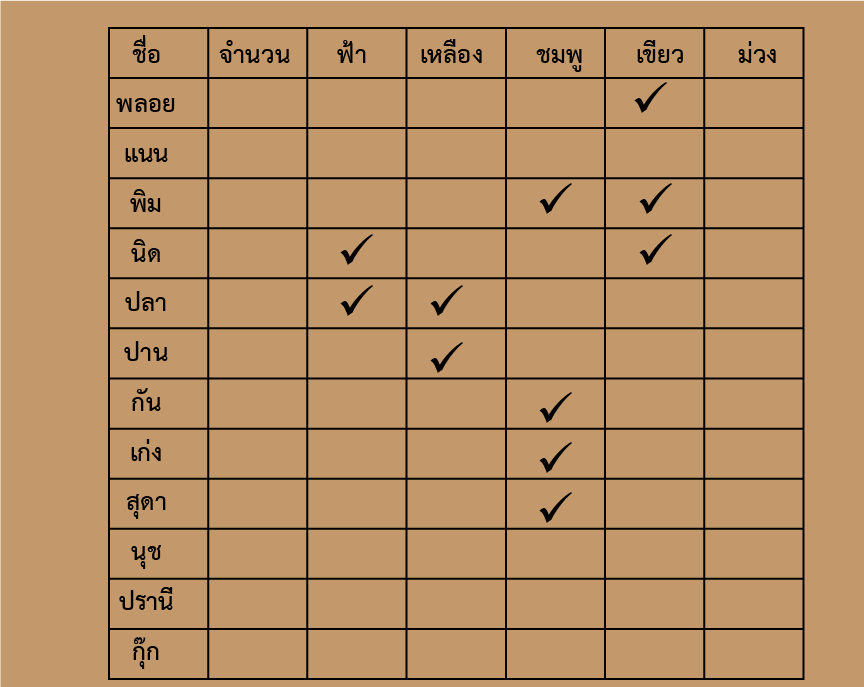 ชื่อ จำนวน ฟ้า เหลือง ชมพู เขียว ม่วง
พลอย ✓
แนน
พิม ✓ ✓
นิด ✓ ✓
ปลา ✓ ✓
ปาน ✓
กัน ✓
เก่ง ✓
สุดา ✓
นุช
ปรานี
กุ๊ก